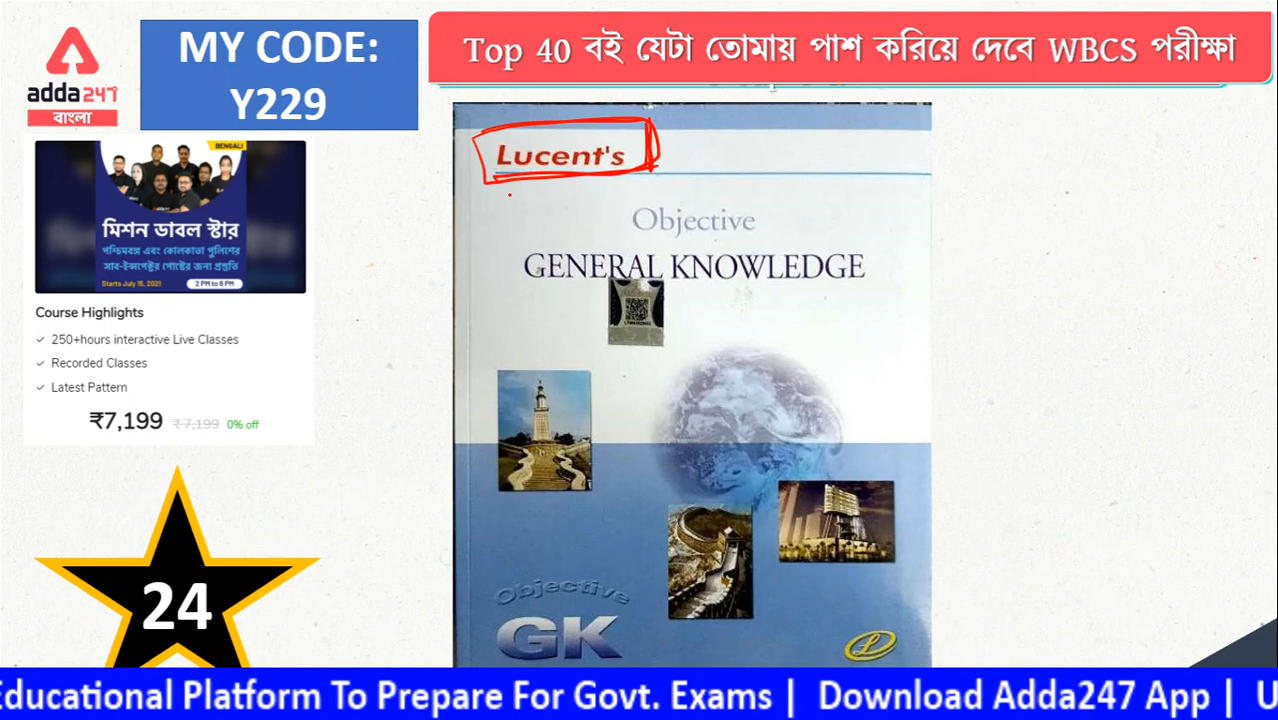 adda247
বাংলা
MY CODE:
Y229
Top 40 বই যেটা তোমায় পাশ করিয়ে দেবে WBCS পরীক্ষা
BENGALI
মিশন ডাবল স্টার
পশ্চিমবঙ্গ এবং কোলকাতা পুলিশের
সাব-ইন্সপেক্টর পোস্টের জন্য প্রস্তুতি
Starts July 15, 2021
2 PM to 6 PM
Course Highlights
✓ 250+hours interactive Live Classes
✓ Recorded Classes
✓ Latest Pattern
₹7,199 ₹7,199 0% off
24
Lucent's
Objective
GENERAL KNOWLEDGE
Objective
GK
L
Educational Platform To Prepare For Govt. Exams | Download Adda247 App | U